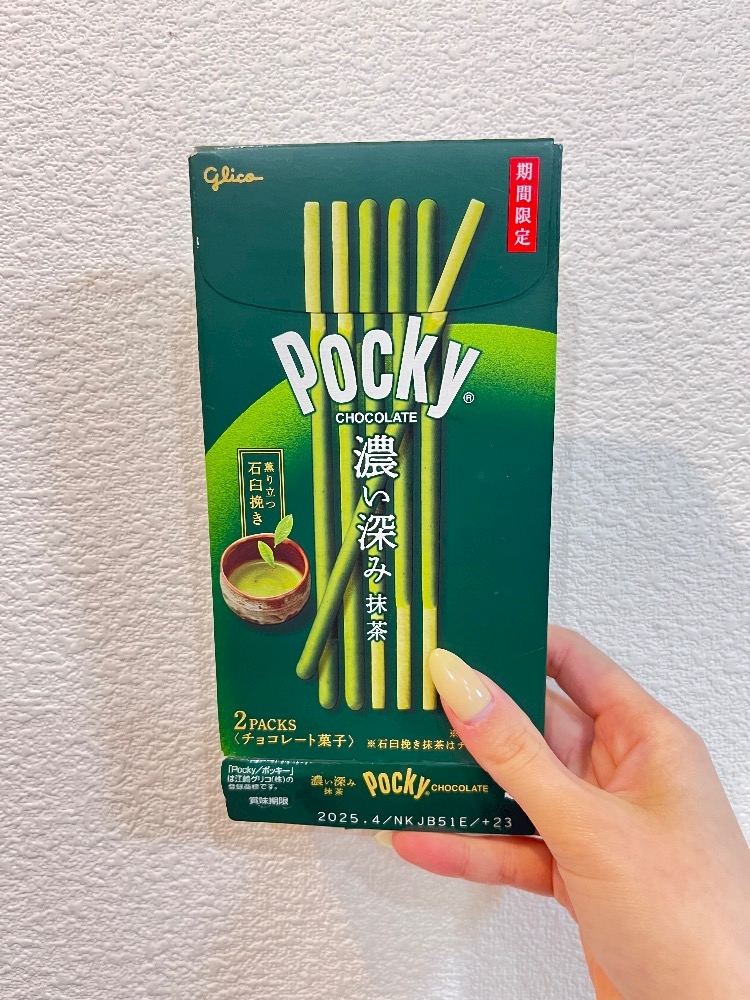 Glico
期間限定
Pocky®
CHOCOLATE
濃い深み
抹茶
薫り立つ
石臼挽き
2 PACKS
〈チョコレート菓子〉
※石臼挽き抹茶はチ
「Pocky/ポッキー」
は江崎グリコ(株)の
登録商標です。
賞味期限
濃い深み
抹茶
Pocky® CHOCOLATE
2025.4/NKJB51E/+23